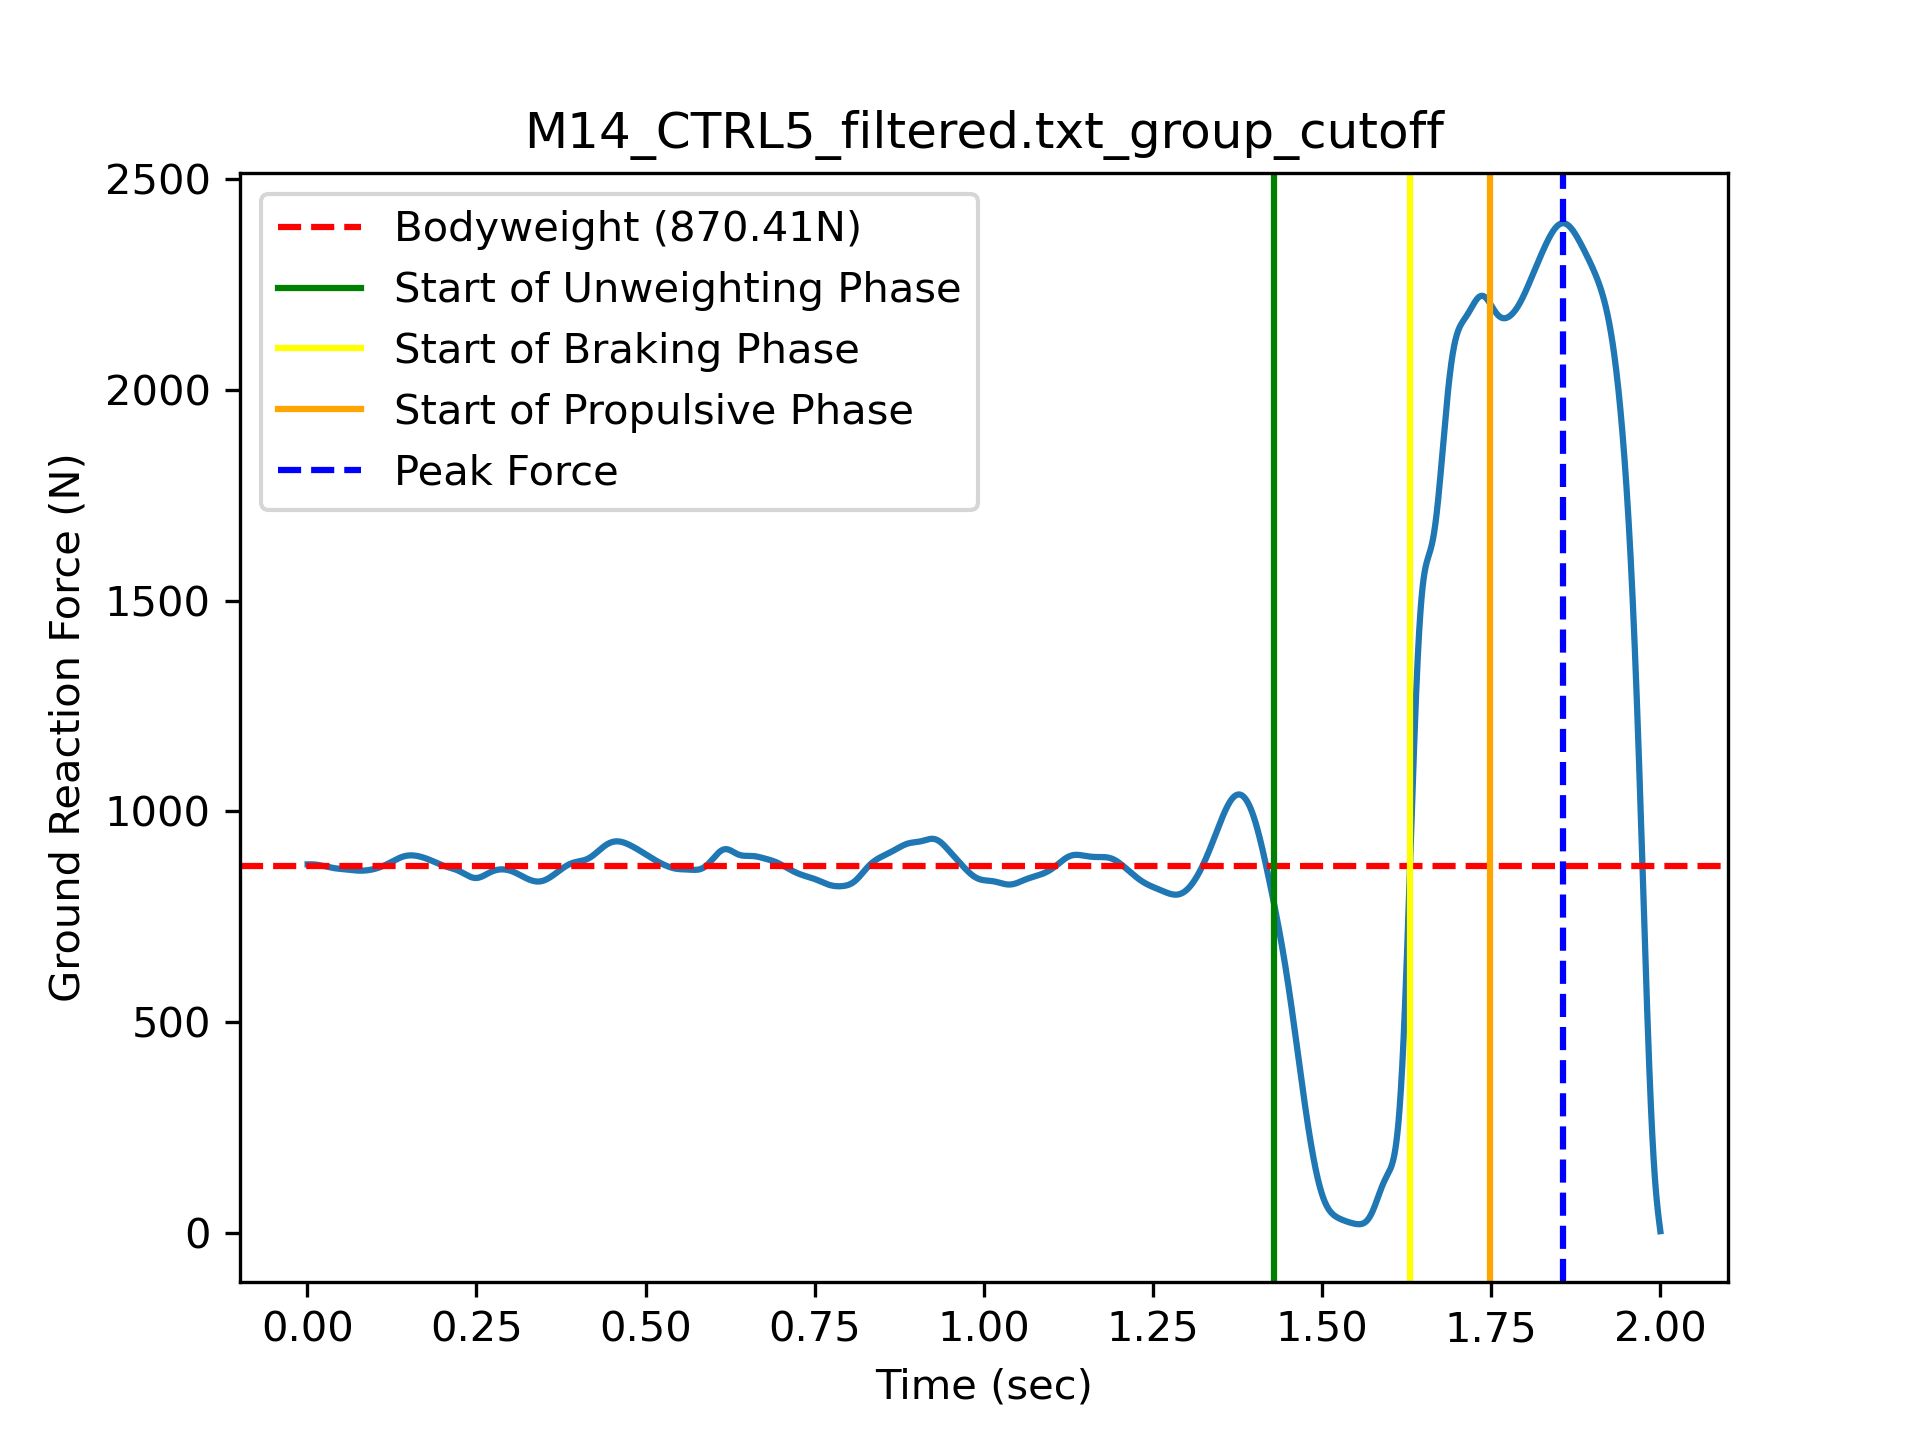 M14_CTRL5_filtered.txt_group_cutoff
2500
2000
1500
1000
500
0
Ground Reaction Force (N)
Bodyweight (870.41N)
Start of Unweighting Phase
Start of Braking Phase
Start of Propulsive Phase
Peak Force
0.00 0.25 0.50 0.75 1.00 1.25 1.50 1.75 2.00
Time (sec)